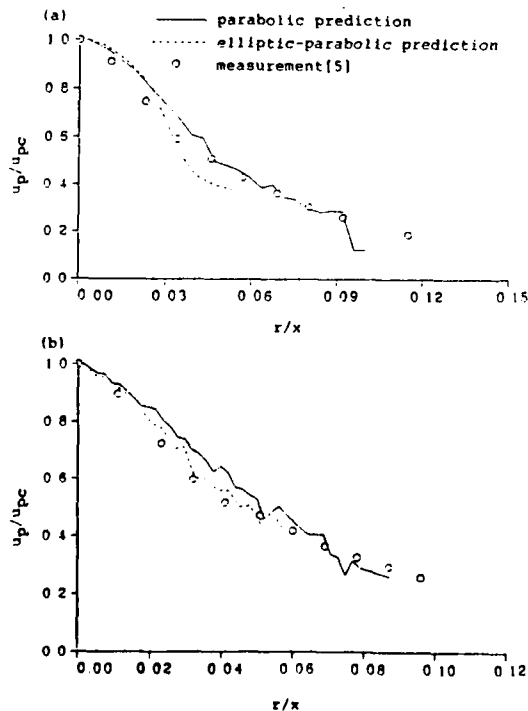 (a)
parabolic prediction
elliptic-parabolic prediction
measurement[5]
1.0
0.8
0.6
0.4
0.2
0.0
u_p/u_pc
0.00 0.03 0.06 0.09 0.12 0.15
r/x
(b)
1.0
0.8
0.6
0.4
0.2
0.0
u_p/u_pc
0.00 0.02 0.04 0.06 0.08 0.10 0.12
r/x